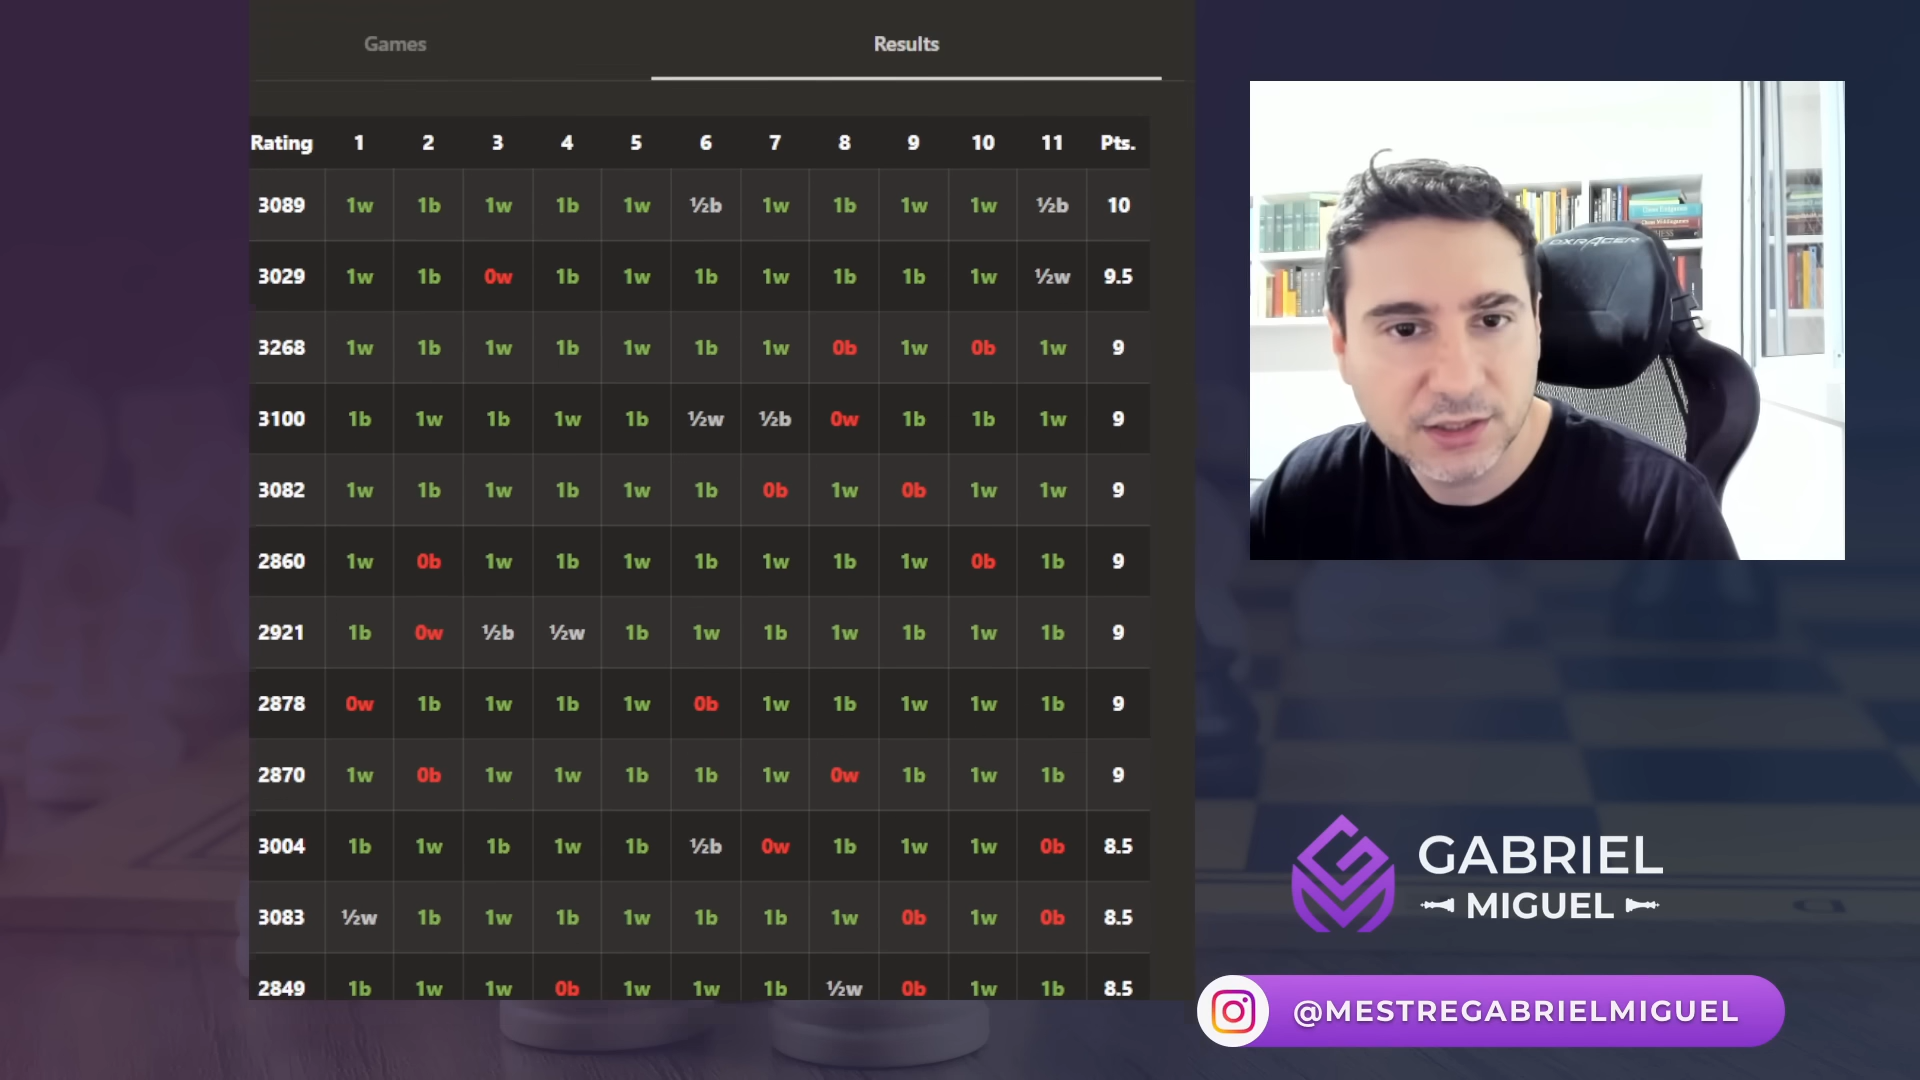 Games Results
Rating 1 2 3 4 5 6 7 8 9 10 11 Pts.
3089 1w 1b 1w 1b 1w ½b 1w 1b 1w 1w ½b 10
3029 1w 1b 0w 1b 1w 1b 1w 1b 1b 1w ½w 9.5
3268 1w 1b 1w 1b 1w 1b 1w 0b 1w 0b 1w 9
3100 1b 1w 1b 1w 1b ½w ½b 0w 1b 1b 1w 9
3082 1w 1b 1w 1b 1w 1b 0b 1w 0b 1w 1w 9
2860 1w 0b 1w 1b 1w 1b 1w 1b 1w 0b 1b 9
2921 1b 0w ½b ½w 1b 1w 1b 1w 1b 1w 1b 9
2878 0w 1b 1w 1b 1w 0b 1w 1b 1w 1w 1b 9
2870 1w 0b 1w 1w 1b 1b 1w 0w 1b 1w 1b 9
3004 1b 1w 1b 1w 1b ½b 0w 1b 1w 1w 0b 8.5
3083 ½w 1b 1w 1b 1w 1b 1b 1w 0b 1w 0b 8.5
2849 1b 1w 1w 0b 1w 1w 1b ½w 0b 1w 1b 8.5
DXRACER
GABRIEL
MIGUEL
@MESTREGABRIELMIGUEL